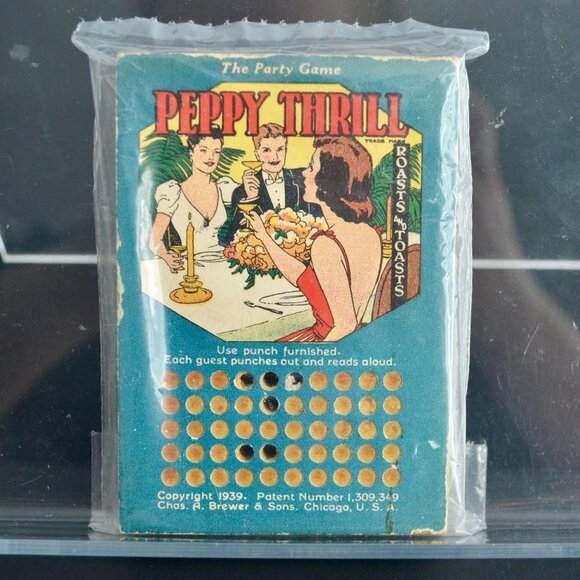 The Party Game
PEPPY THRILL
TRADE
ROASTS AND TOASTS
Use punch furnished.
Each guest punches out and reads aloud.
Copyright 1939. Patent Number 1,309,349
Chas. A. Brewer & Sons. Chicago, U. S. A.